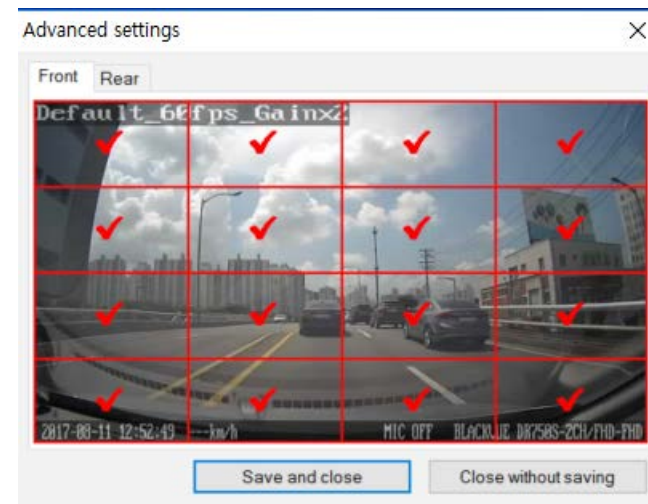 Advanced settings
Front Rear
Default_60fps_Gainx2
2017-08-11 12:52:49 ---km/h MIC OFF BLACKVUE DR750S-2CH/FHD-FHD
Save and close Close without saving